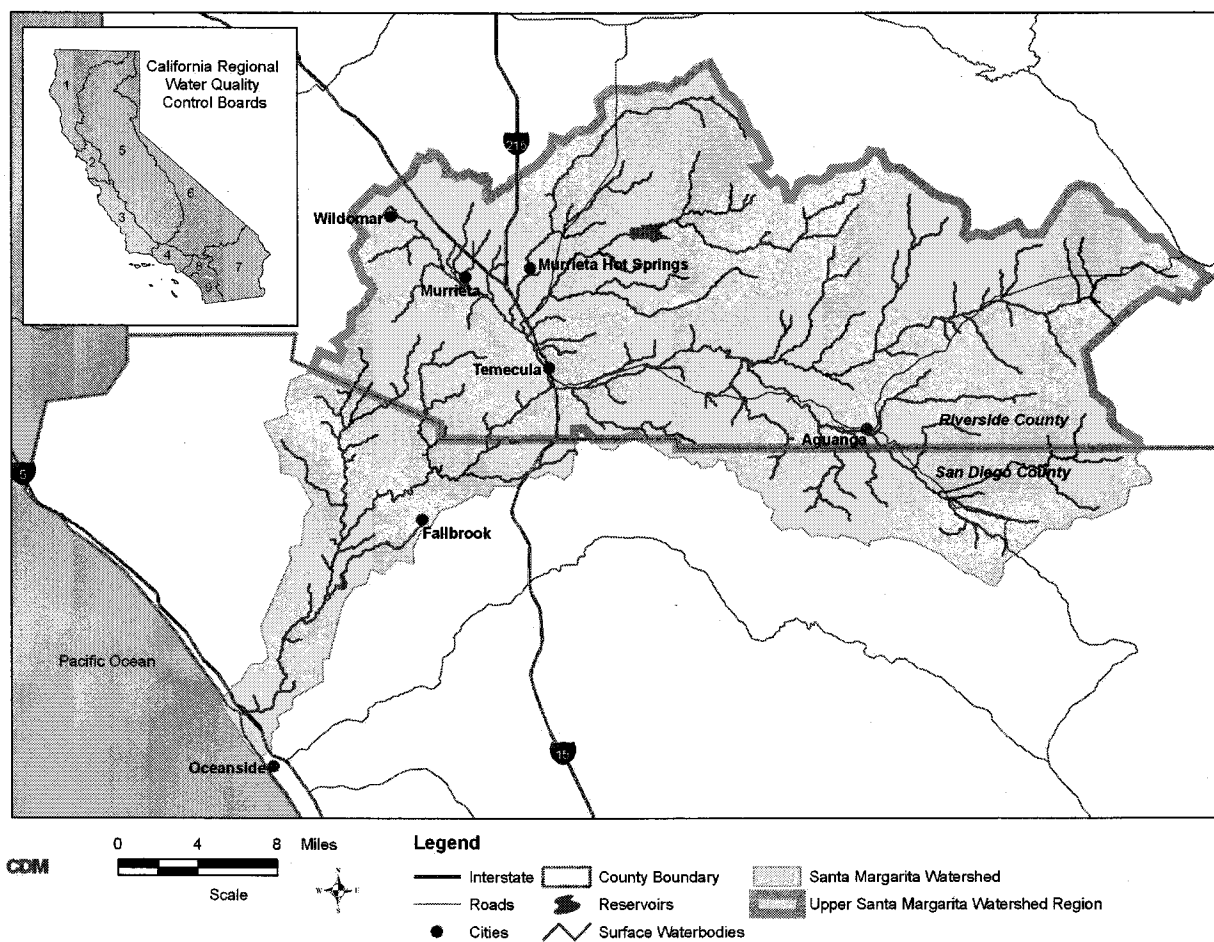 California Regional
Water Quality
Control Boards
1
2
5
3
6
4
8
7
9
215
Wildomar
Murrieta Hot Springs
Murrieta
Temecula
Aguanga
Riverside County
San Diego County
5
Fallbrook
Pacific Ocean
15
Oceanside
0 4 8 Miles
Scale
N
W E
S
CDM
Legend
Interstate
County Boundary
Santa Margarita Watershed
Roads
Reservoirs
Upper Santa Margarita Watershed Region
Cities
Surface Waterbodies